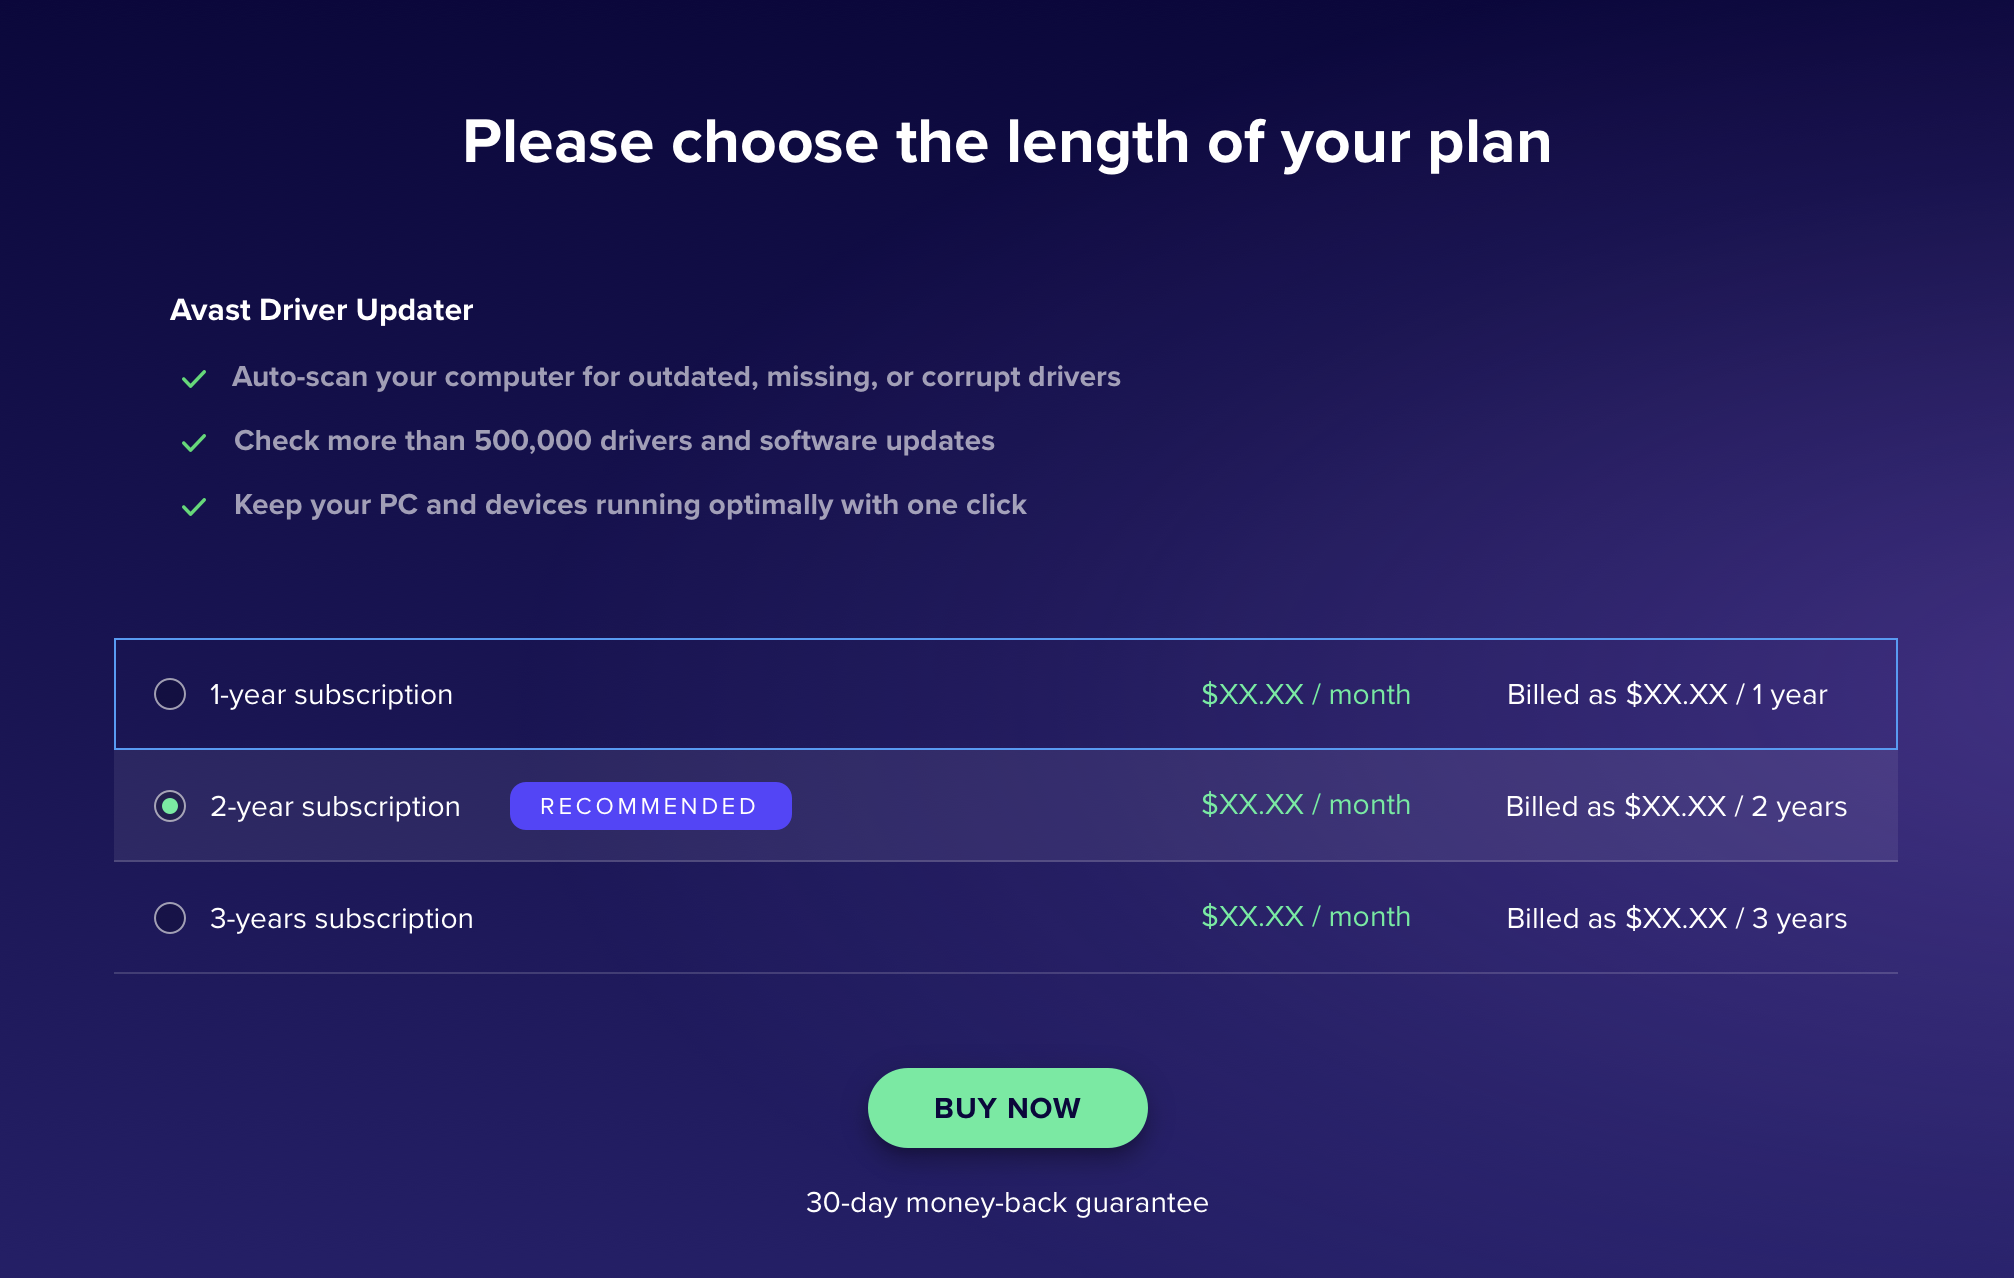 Please choose the length of your plan
Avast Driver Updater
Auto-scan your computer for outdated, missing, or corrupt drivers
Check more than 500,000 drivers and software updates
Keep your PC and devices running optimally with one click
1-year subscription $XX.XX / month Billed as $XX.XX / 1 year
2-year subscription RECOMMENDED $XX.XX / month Billed as $XX.XX / 2 years
3-years subscription $XX.XX / month Billed as $XX.XX / 3 years
BUY NOW
30-day money-back guarantee